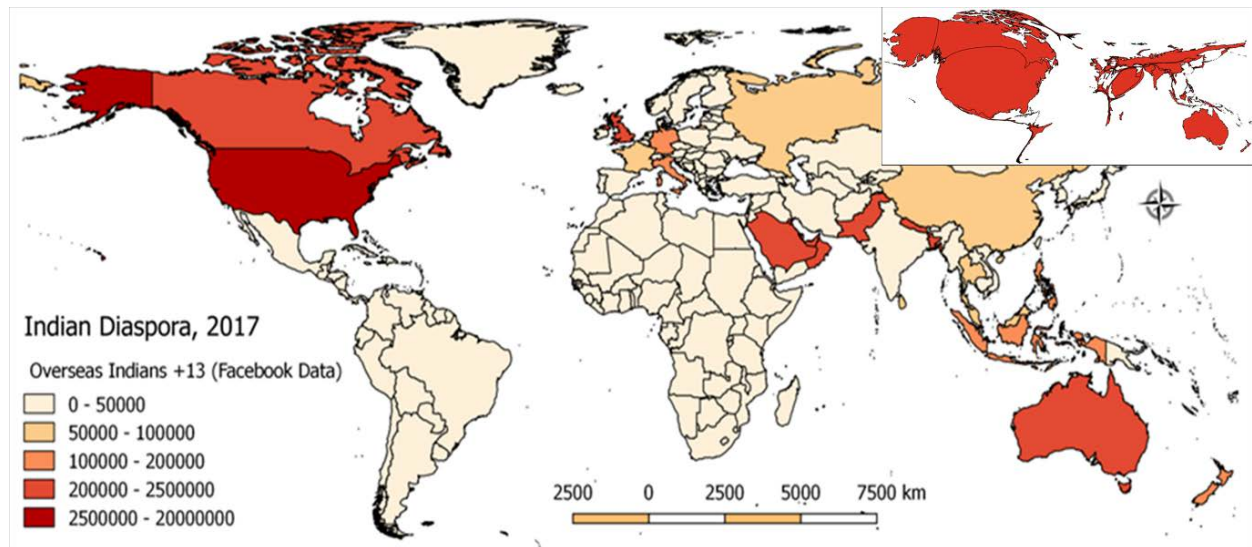 Indian Diaspora, 2017
Overseas Indians +13 (Facebook Data)
0 - 50000
50000 - 100000
100000 - 200000
200000 - 2500000
2500000 - 20000000
2500 0 2500 5000 7500 km